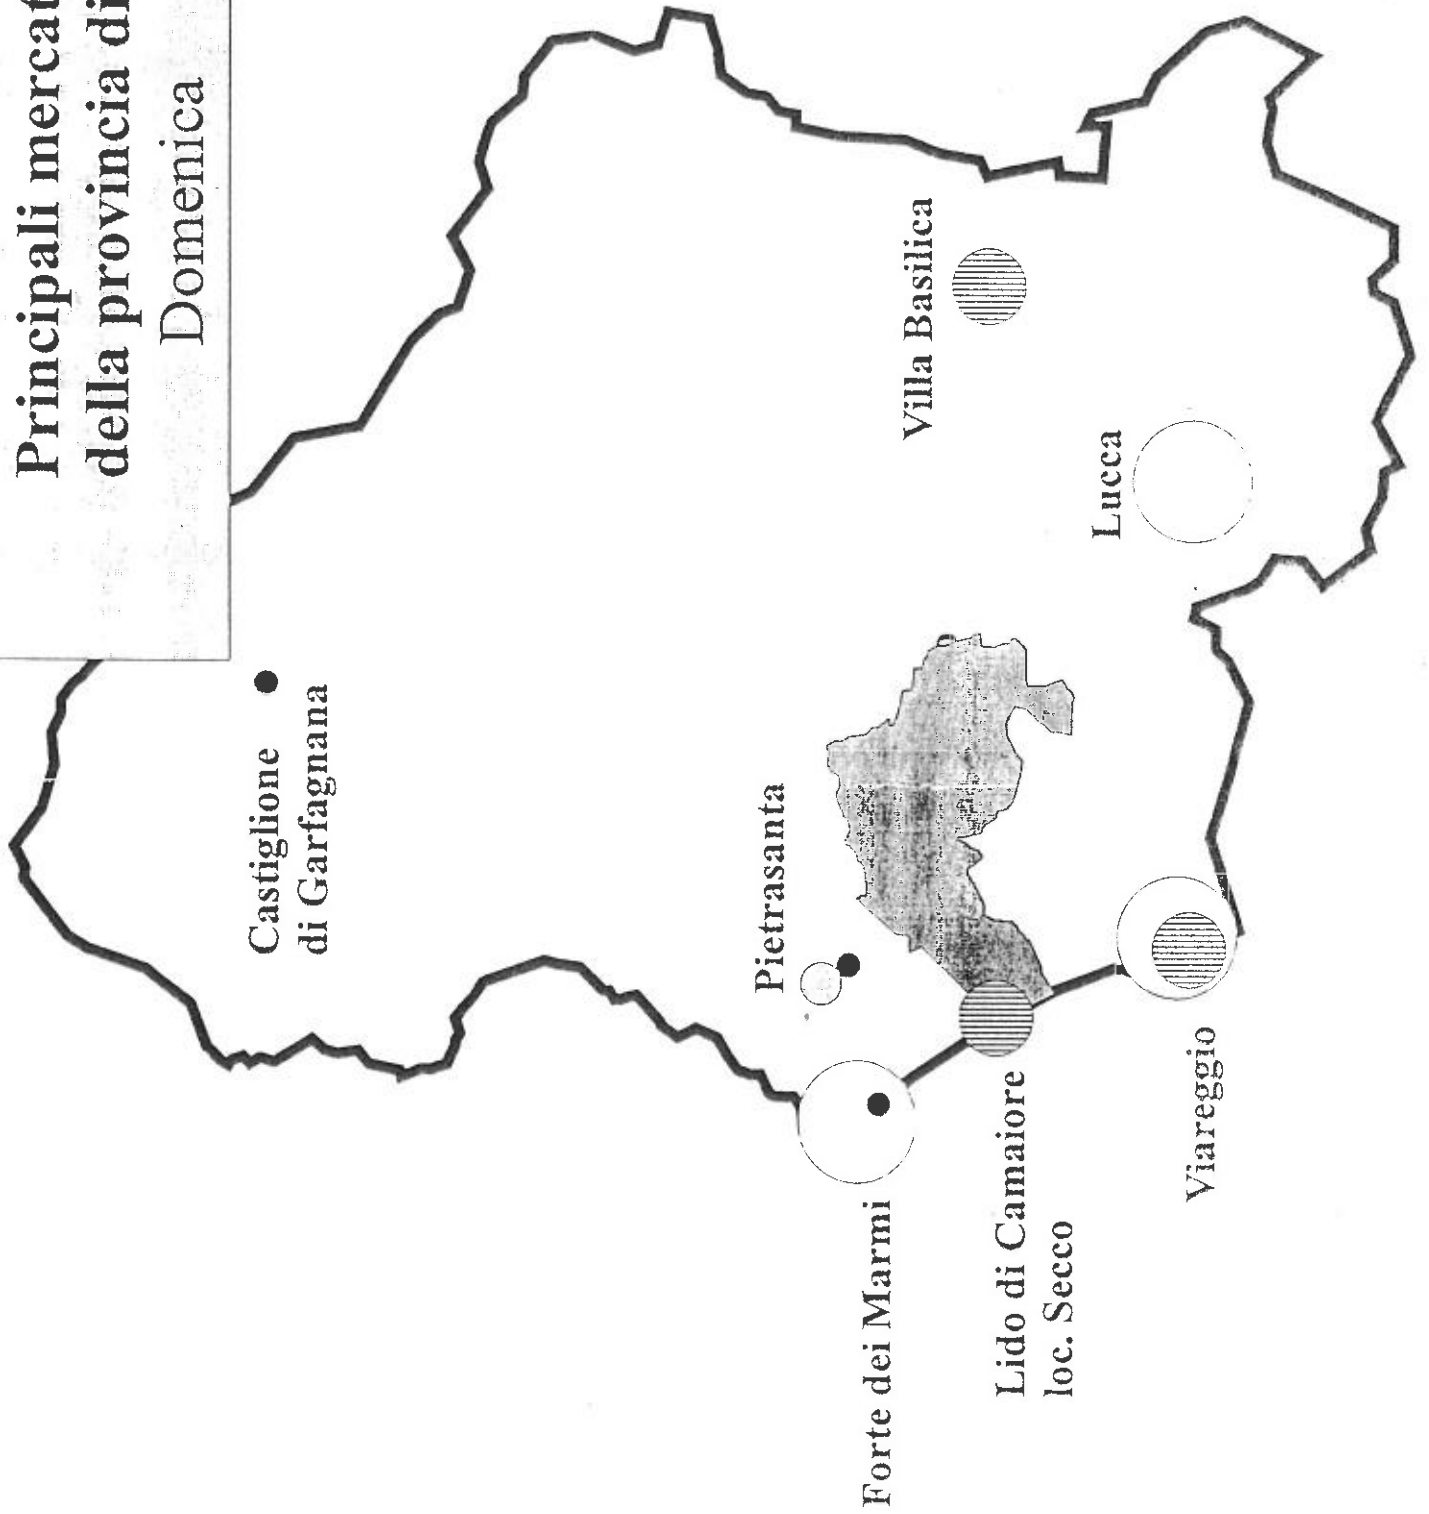 Principali mercat
della provincia di
Domenica
Castiglione
di Garfagnana
Pietrasanta
Forte dei Marmi
Lido di Camaiore
loc. Secco
Viareggio
Villa Basilica
Lucca